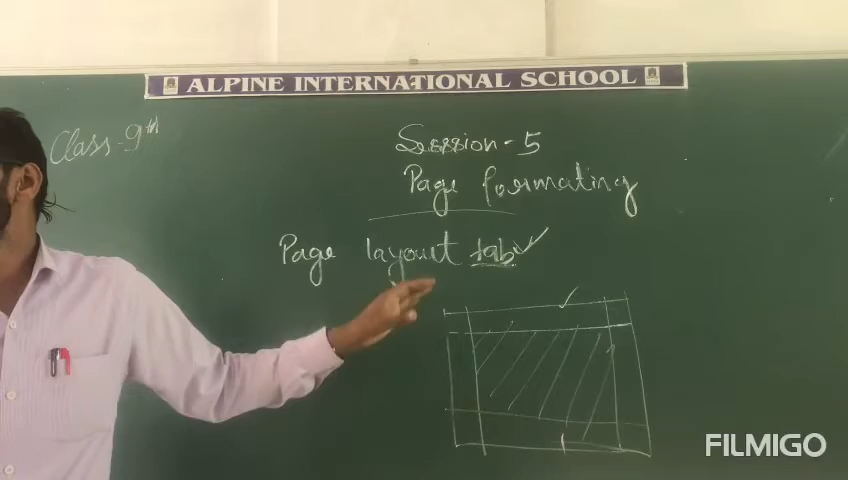 ALPINE INTERNATIONAL SCHOOL
Class-9th
Session-5
Page formating
Page layout tab
FILMIGO